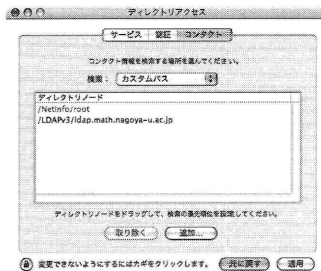 ディレクトリアクセス
サービス 認証 コンタクト
コンタクト情報を検索する場所を選んでください。
検索： カスタムパス
ディレクトリノード
/NetInfo/root
/LDAPv3/ldap.math.nagoya-u.ac.jp
ディレクトリノードをドラッグして、検索の優先順位を設定してください。
取り除く 追加...
変更できないようにするにはカギをクリックします。 元に戻す 適用